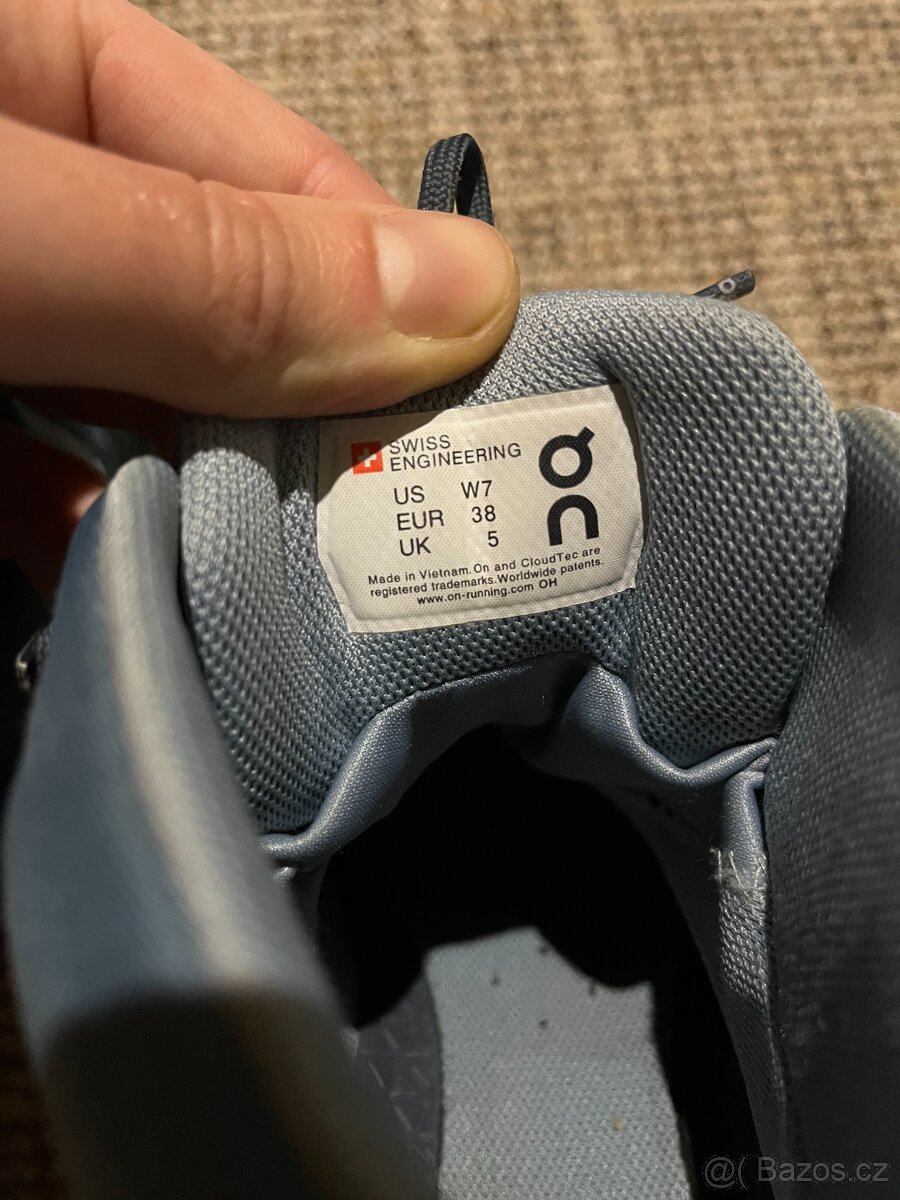 SWISS
ENGINEERING
on
US W7
EUR 38
UK 5
Made in Vietnam. On and CloudTec are
registered trademarks. Worldwide patents.
www.on-running.com OH
@( Bazos.cz